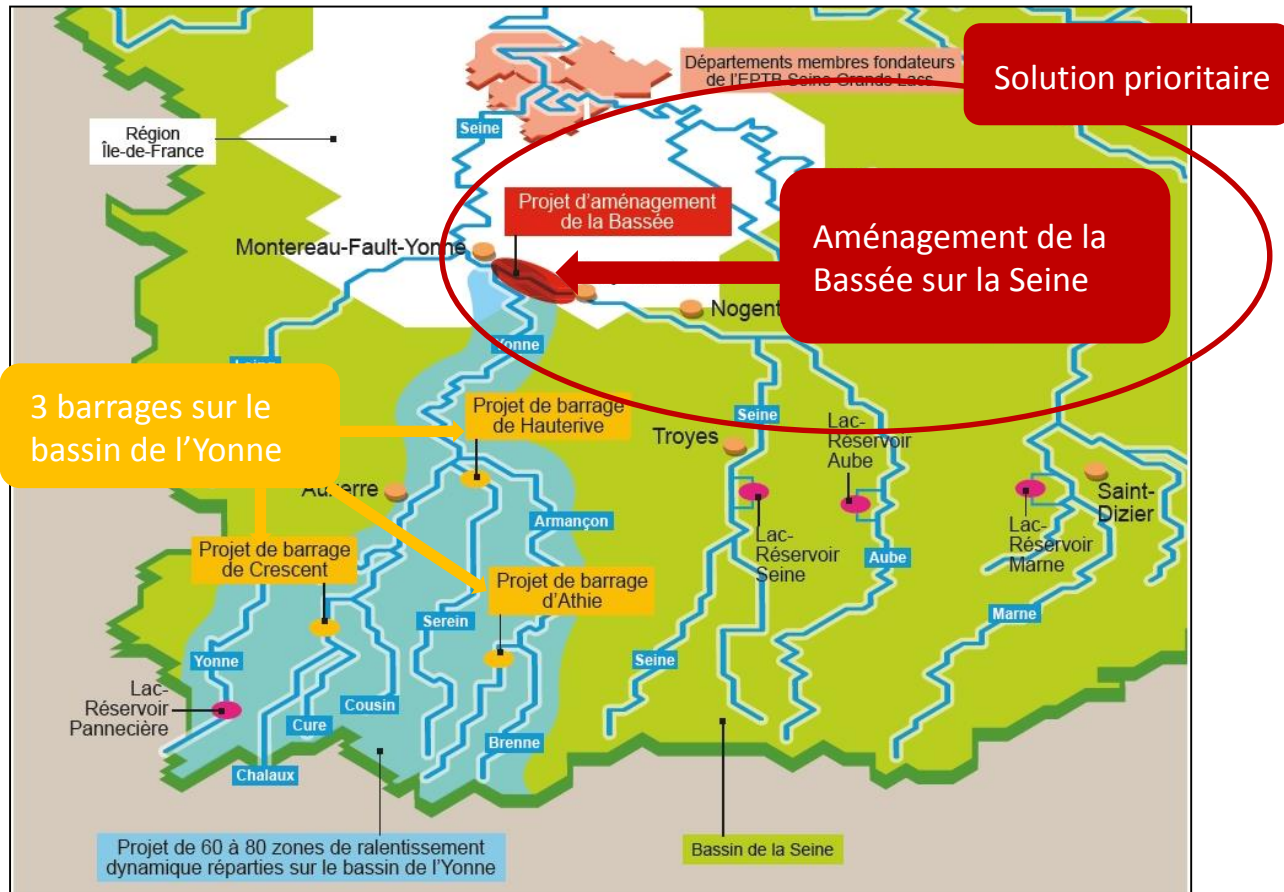 Départements membres fondateurs
de l'EPTB Seine Grands Lacs
Solution prioritaire
Région
Île-de-France
Seine
Projet d'aménagement
de la Bassée
Montereau-Fault-Yonne
Aménagement de la
Bassée sur la Seine
Nogent
Yonne
3 barrages sur le
bassin de l'Yonne
Projet de barrage
de Hauterive
Seine
Troyes
Lac-
Réservoir
Aube
Saint-
Dizier
Armançon
Lac-
Réservoir
Seine
Lac-
Réservoir
Marne
Aube
Projet de barrage
de Crescent
Projet de barrage
d'Athie
Serein
Marne
Yonne
Seine
Lac-
Réservoir
Pannecière
Cousin
Cure
Brenne
Chalaux
Projet de 60 à 80 zones de ralentissement
dynamique réparties sur le bassin de l'Yonne
Bassin de la Seine